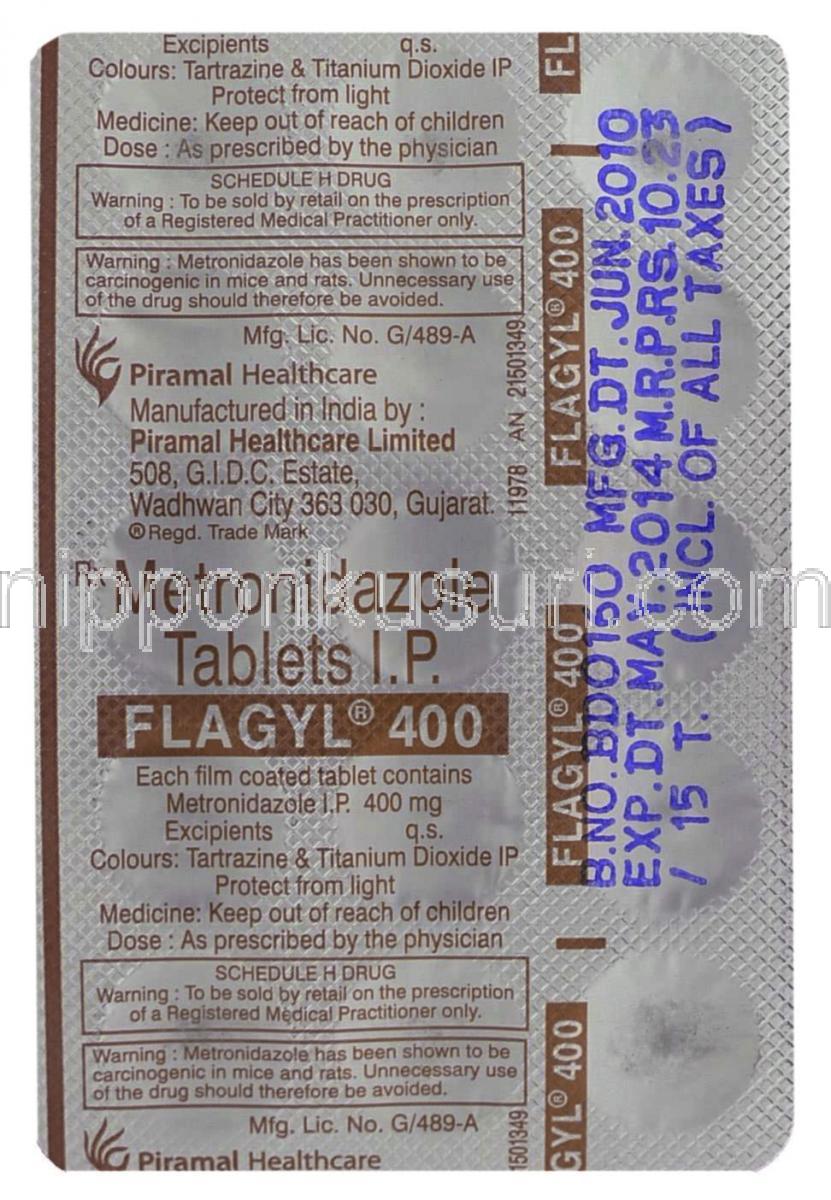 Excipients q.s.
Colours: Tartrazine & Titanium Dioxide IP
Protect from light
Medicine: Keep out of reach of children
Dose : As prescribed by the physician
SCHEDULE H DRUG
Warning : To be sold by retail on the prescription
of a Registered Medical Practitioner only.
Warning : Metronidazole has been shown to be
carcinogenic in mice and rats. Unnecessary use
of the drug should therefore be avoided.
Mfg. Lic. No. G/489-A
Piramal Healthcare
Manufactured in India by :
Piramal Healthcare Limited
508, G.I.D.C. Estate,
Wadhwan City 363 030, Gujarat.
® Regd. Trade Mark
Rx Metronidazole
Tablets I.P.
FLAGYL® 400
Each film coated tablet contains
Metronidazole I.P. 400 mg
Excipients q.s.
Colours: Tartrazine & Titanium Dioxide IP
Protect from light
Medicine: Keep out of reach of children
Dose : As prescribed by the physician
SCHEDULE H DRUG
Warning : To be sold by retail on the prescription
of a Registered Medical Practitioner only.
Warning : Metronidazole has been shown to be
carcinogenic in mice and rats. Unnecessary use
of the drug should therefore be avoided.
Mfg. Lic. No. G/489-A
Piramal Healthcare
11978 AN 21501349
1501349
FL
FLAGYL® 400
FLAGYL® 400
GYL® 400
B.NO.BDO150 MFG.DT.JUN.2010
EXP.DT.MAY.2014 M.R.P.RS.10.23
/ 15 T. (INCL.OF ALL TAXES)
nipponkusuri.com